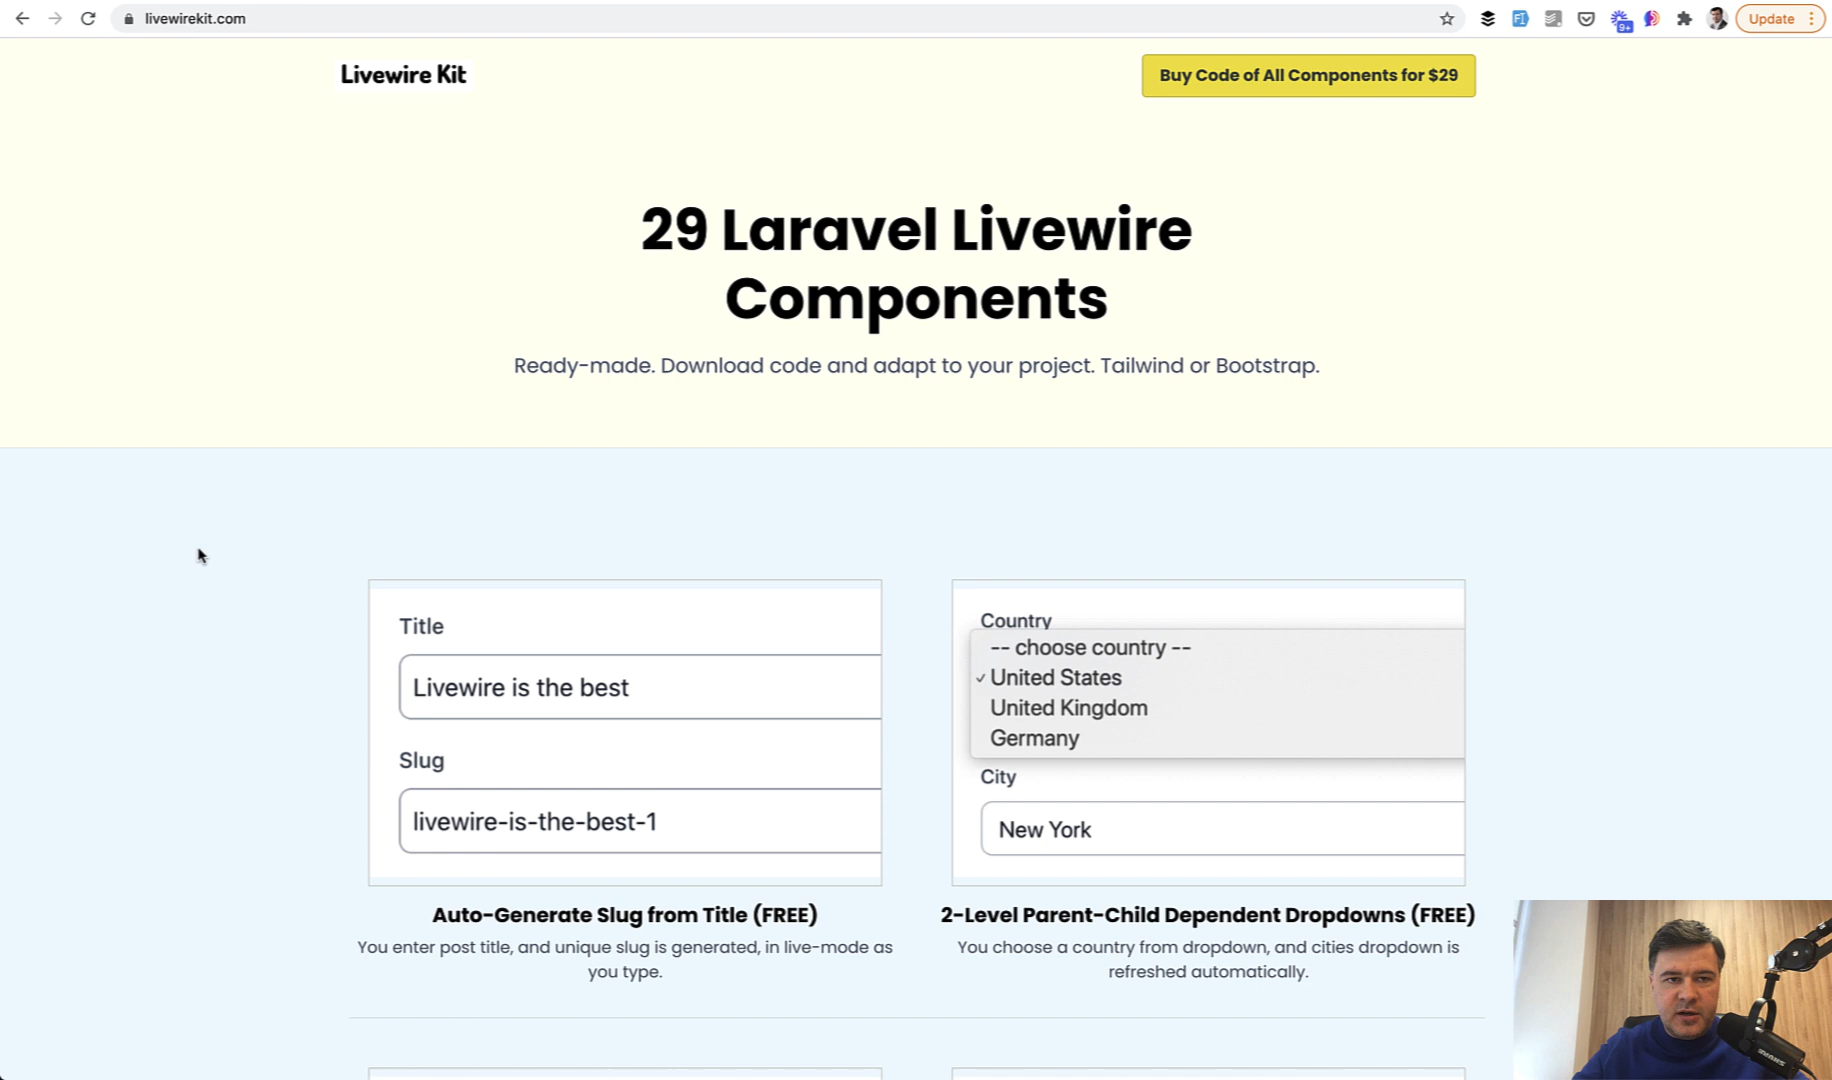 livewirekit.com
9+
Update
Livewire Kit
Buy Code of All Components for $29
29 Laravel Livewire
Components
Ready-made. Download code and adapt to your project. Tailwind or Bootstrap.
Title
Livewire is the best
Slug
livewire-is-the-best-1
Auto-Generate Slug from Title (FREE)
You enter post title, and unique slug is generated, in live-mode as
you type.
Country
-- choose country --
✓ United States
United Kingdom
Germany
City
New York
2-Level Parent-Child Dependent Dropdowns (FREE)
You choose a country from dropdown, and cities dropdown is
refreshed automatically.